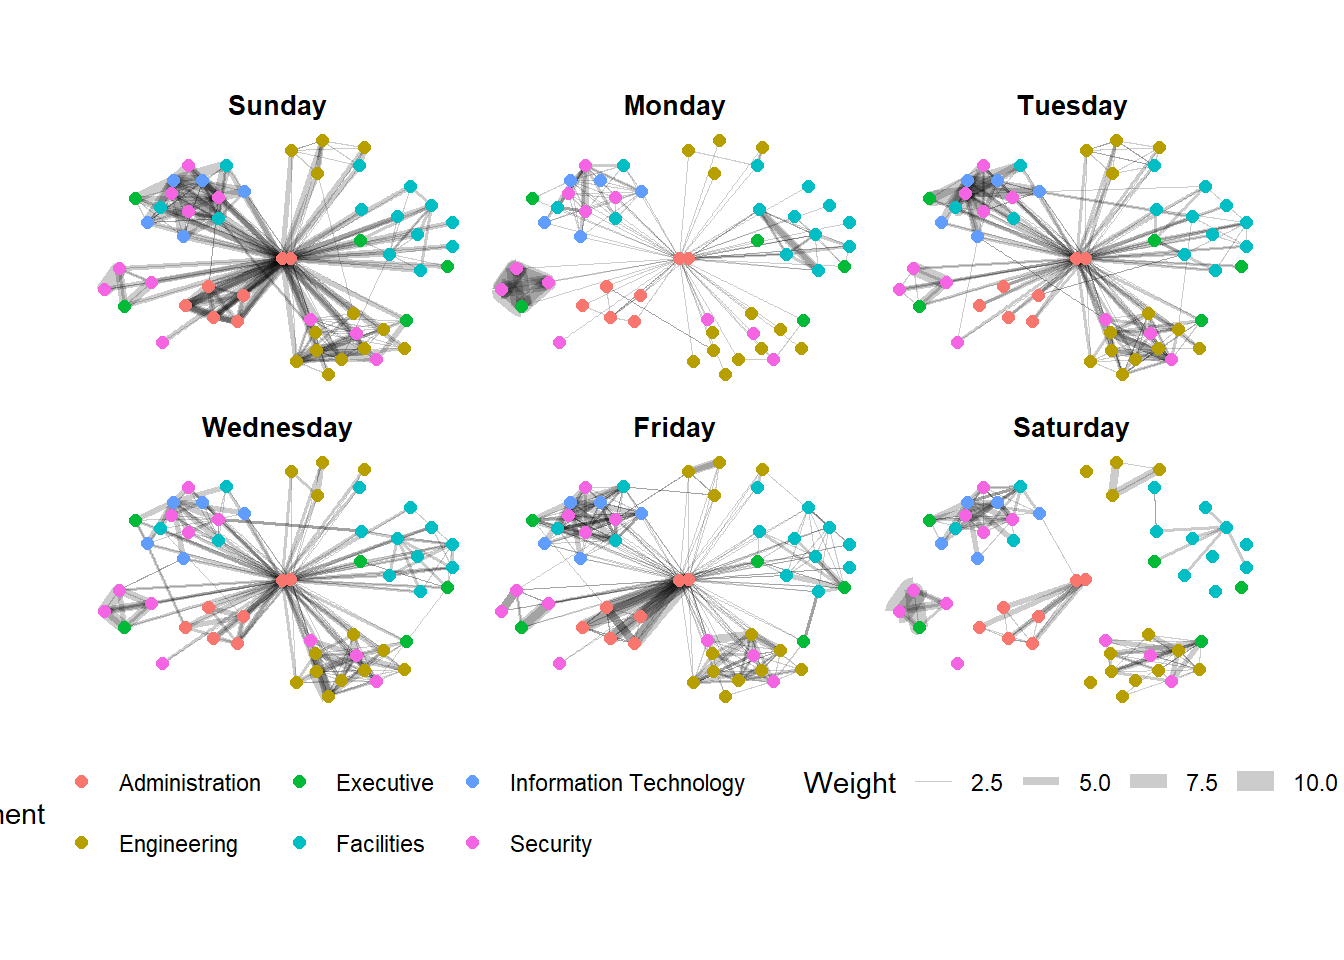 Sunday Monday Tuesday
Wednesday Friday Saturday
Administration Executive Information Technology Weight 2.5 5.0 7.5 10.0
Engineering Facilities Security